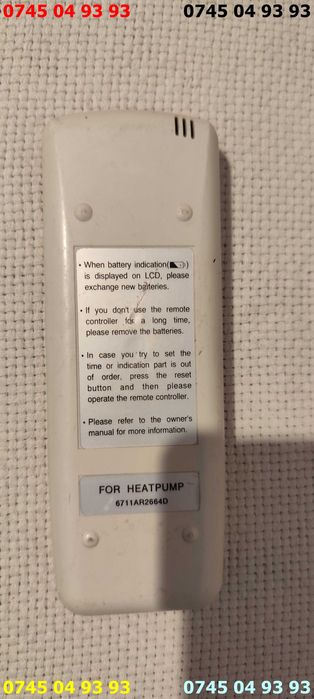 0745 04 93 93 0745 04 93 93
• When battery indication( )
is displayed on LCD, please
exchange new batteries.
• If you don't use the remote
controller for a long time,
please remove the batteries.
• In case you try to set the
time or indication part is out
of order, press the reset
button and then please
operate the remote controller.
• Please refer to the owner's
manual for more information.
FOR HEATPUMP
6711AR2664D
0745 04 93 93 0745 04 93 93